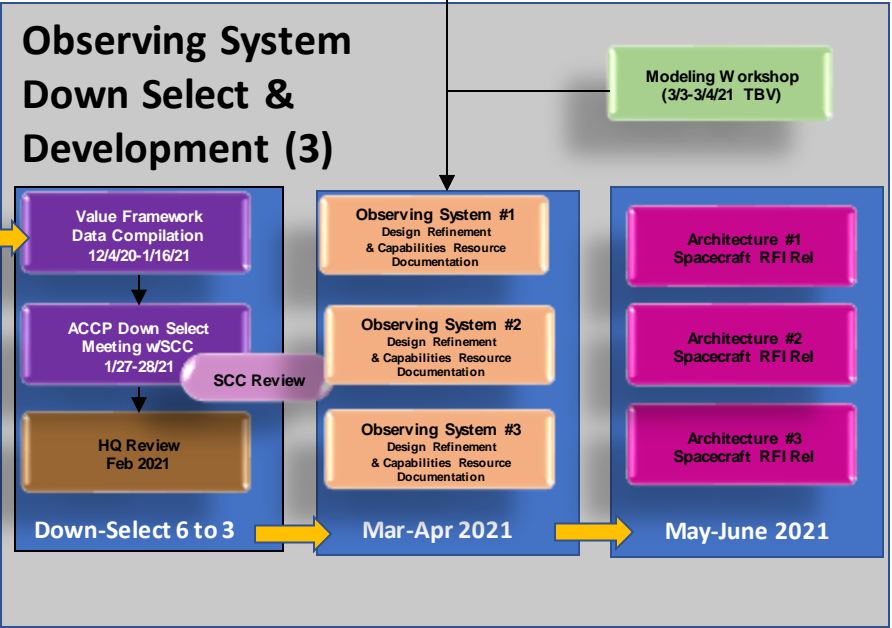 Observing System
Down Select &
Development (3)
Modeling Workshop
(3/3-3/4/21 TBV)
Value Framework
Data Compilation
12/4/20-1/16/21
ACCP Down Select
Meeting w/SCC
1/27-28/21
SCC Review
HQ Review
Feb 2021
Down-Select 6 to 3
Observing System #1
Design Refinement
& Capabilities Resource
Documentation
Observing System #2
Design Refinement
& Capabilities Resource
Documentation
Observing System #3
Design Refinement
& Capabilities Resource
Documentation
Mar-Apr 2021
Architecture #1
Spacecraft RFI Rel
Architecture #2
Spacecraft RFI Rel
Architecture #3
Spacecraft RFI Rel
May-June 2021